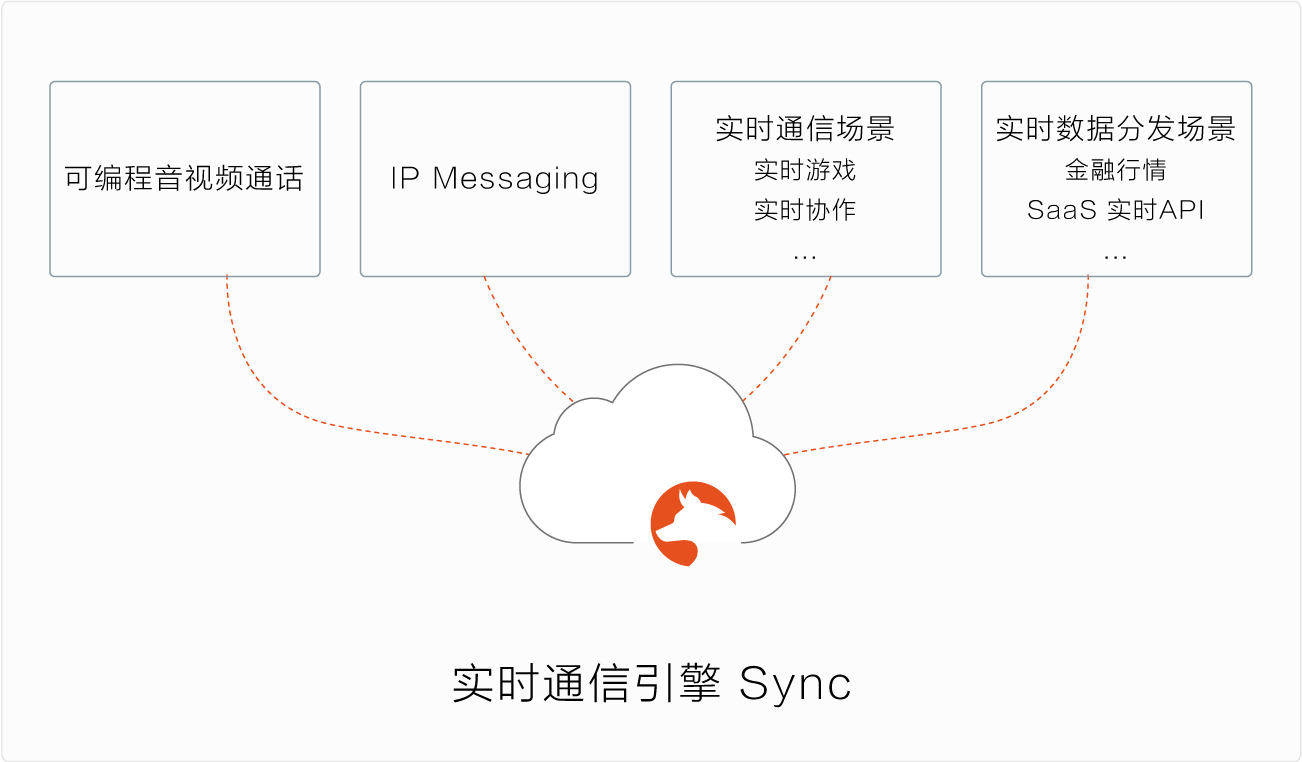 可编程音视频通话
IP Messaging
实时通信场景
实时游戏
实时协作
...
实时数据分发场景
金融行情
SaaS 实时API
...
实时通信引擎 Sync